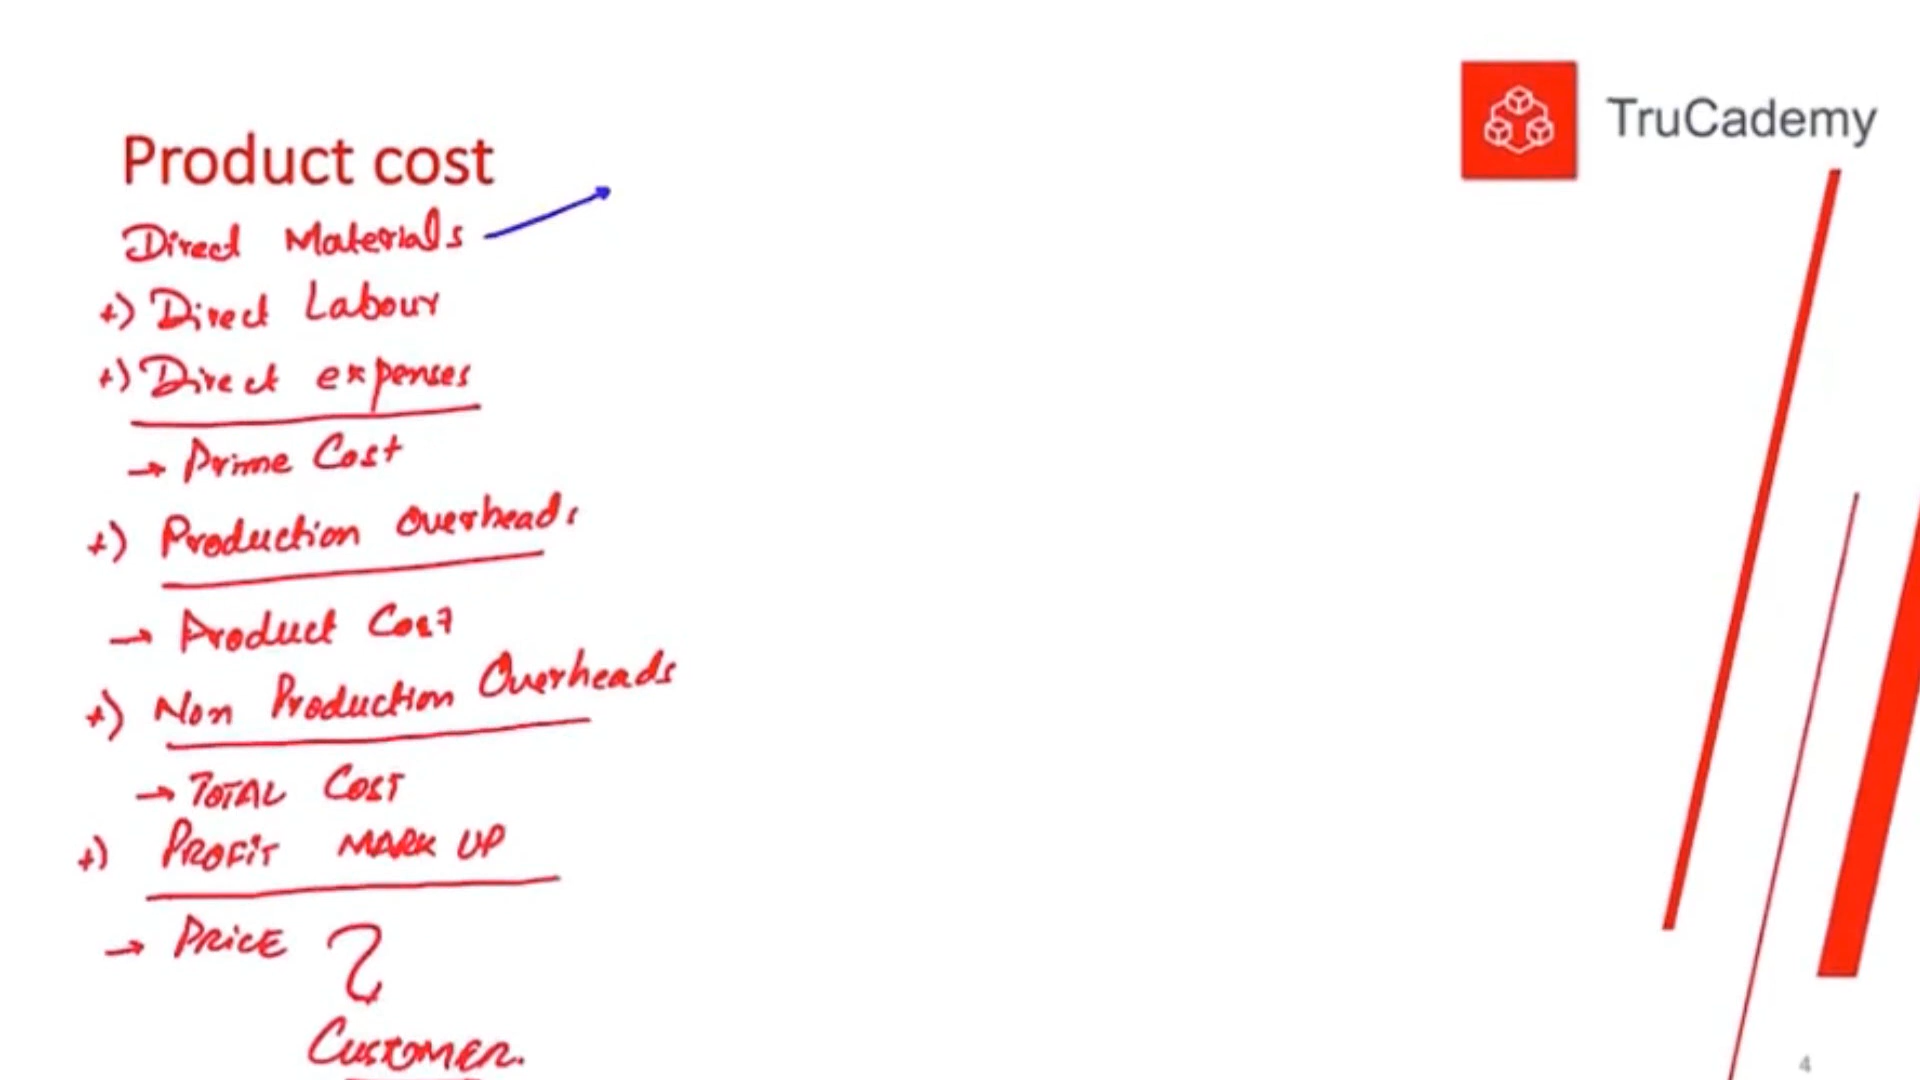 TruCademy
Product cost
Direct Materials
+) Direct Labour
+) Direct expenses
→ Prime Cost
+) Production Overheads
→ Product Cost
+) Non Production Overheads
→ TOTAL COST
+) PROFIT MARK UP
→ PRICE
CUSTOMER.
4